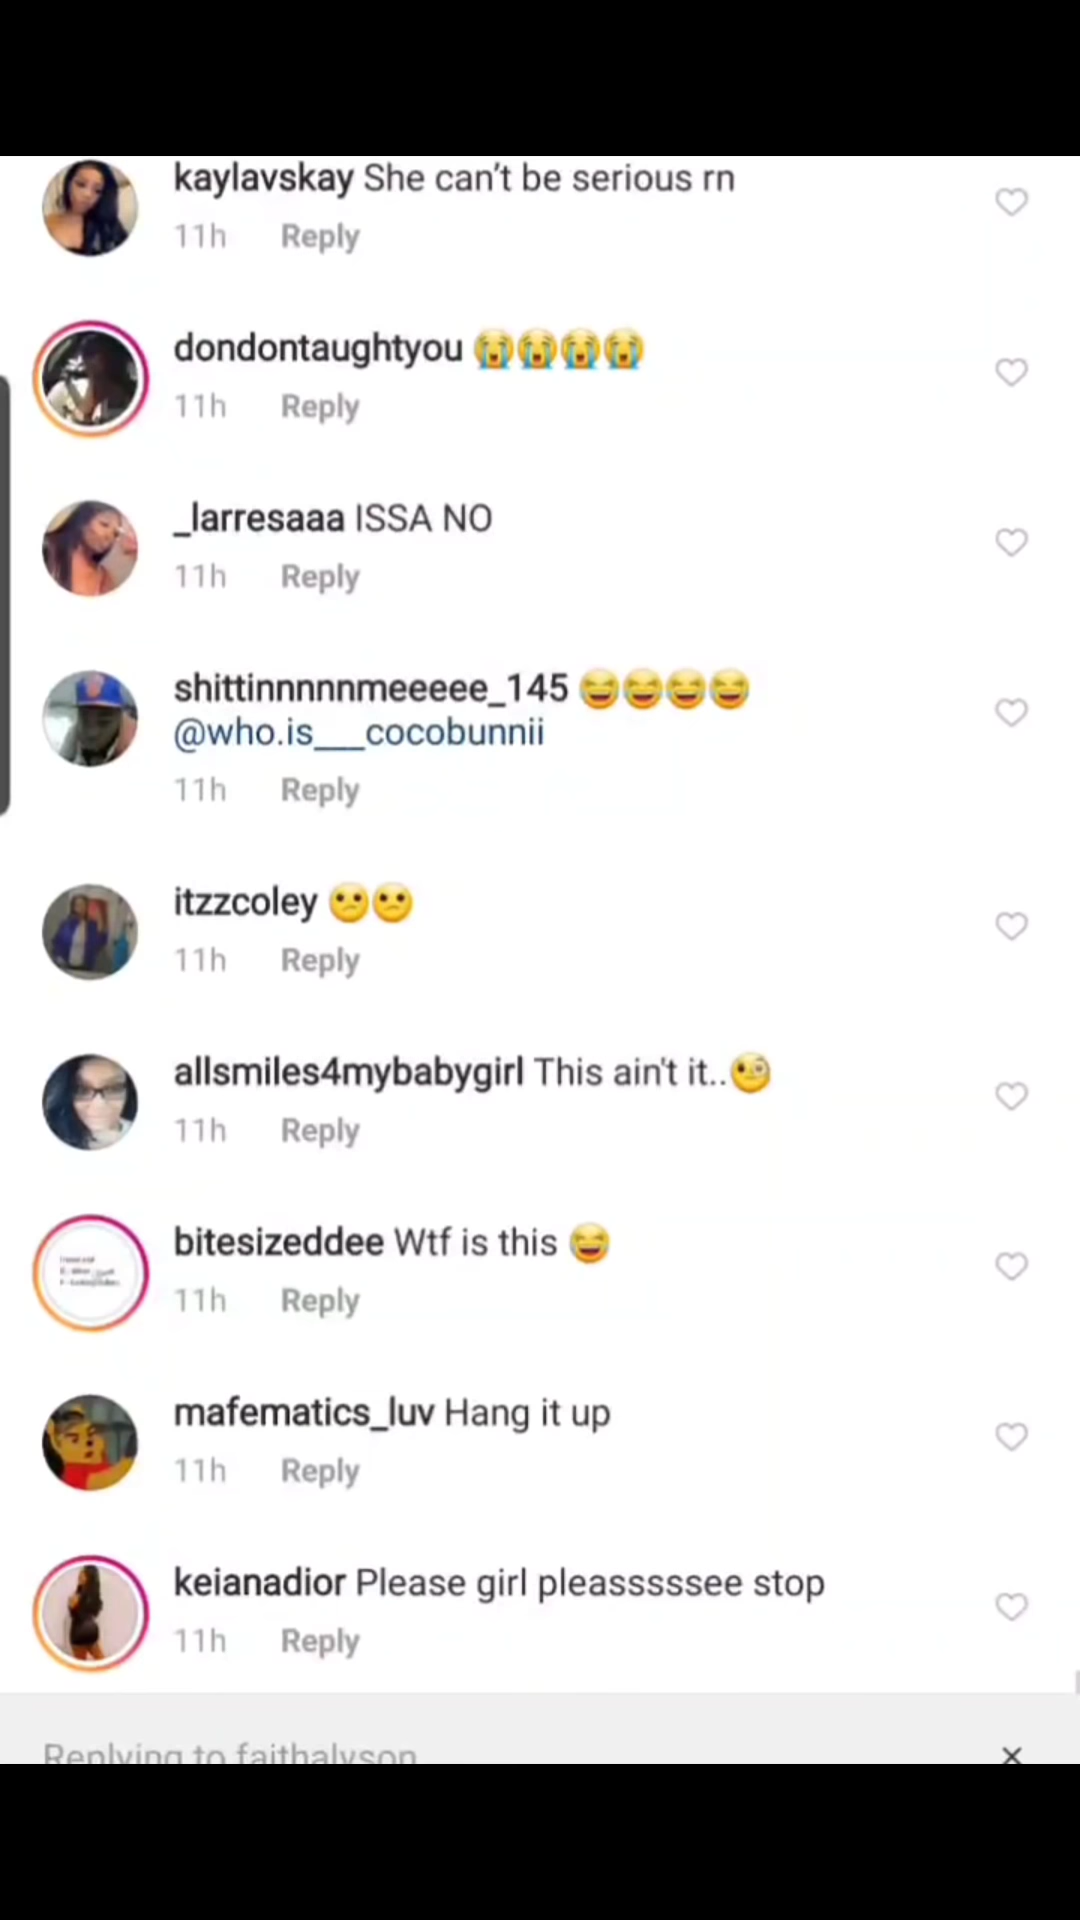 kaylavskay She can't be serious rn
11h Reply
dondontaughtyou 😭😭😭😭
11h Reply
_larresaaa ISSA NO
11h Reply
shittinnnnnmeeeee_145 😂😂😂😂
@who.is___cocobunnii
11h Reply
itzzcoley 😕😕
11h Reply
allsmiles4mybabygirl This ain't it..🧐
11h Reply
bitesizeddee Wtf is this 😂
11h Reply
mafematics_luv Hang it up
11h Reply
keianadior Please girl pleasssssee stop
11h Reply
Replying to faithalyson